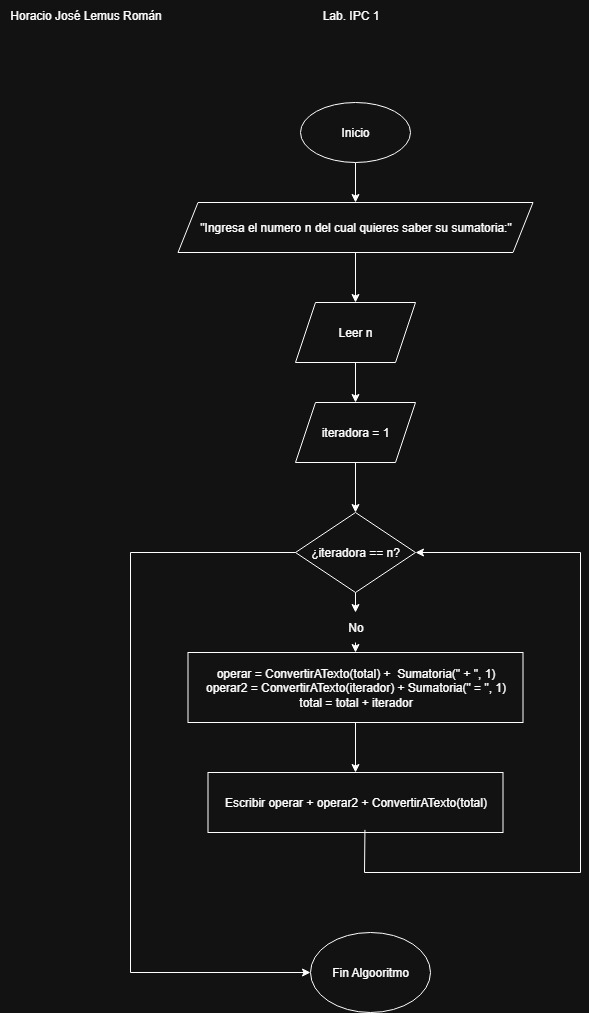 Horacio José Lemus Román
Lab. IPC 1
Inicio
"Ingresa el numero n del cual quieres saber su sumatoria:"
Leer n
iteradora = 1
¿iteradora == n?
No
operar = ConvertirATexto(total) +  Sumatoria(" + ", 1)
operar2 = ConvertirATexto(iterador) + Sumatoria(" = ", 1)
total = total + iterador
Escribir operar + operar2 + ConvertirATexto(total)
Fin Algooritmo